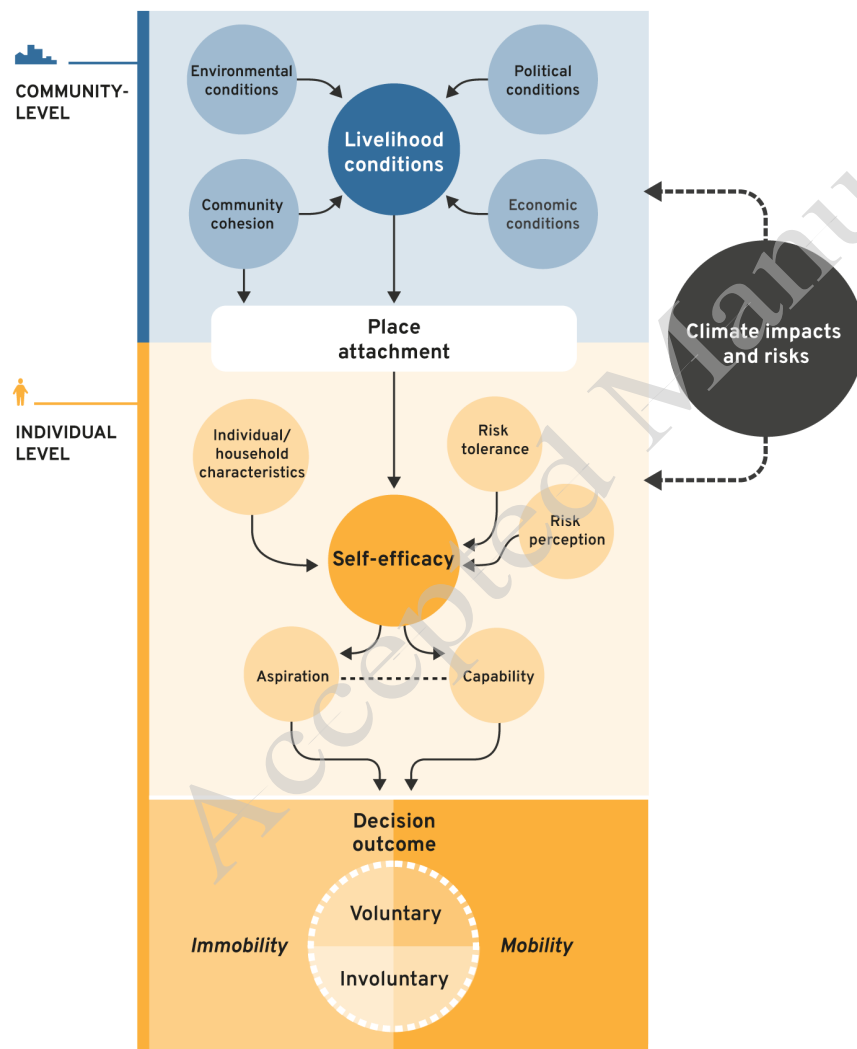 COMMUNITY-
LEVEL
Environmental
conditions
Political
conditions
Livelihood
conditions
Community
cohesion
Economic
conditions
Climate impacts
and risks
Place
attachment
INDIVIDUAL
LEVEL
Individual/
household
characteristics
Risk
tolerance
Risk
perception
Self-efficacy
Aspiration
Capability
Decision
outcome
Voluntary
Immobility
Mobility
Involuntary
Accepted Manu